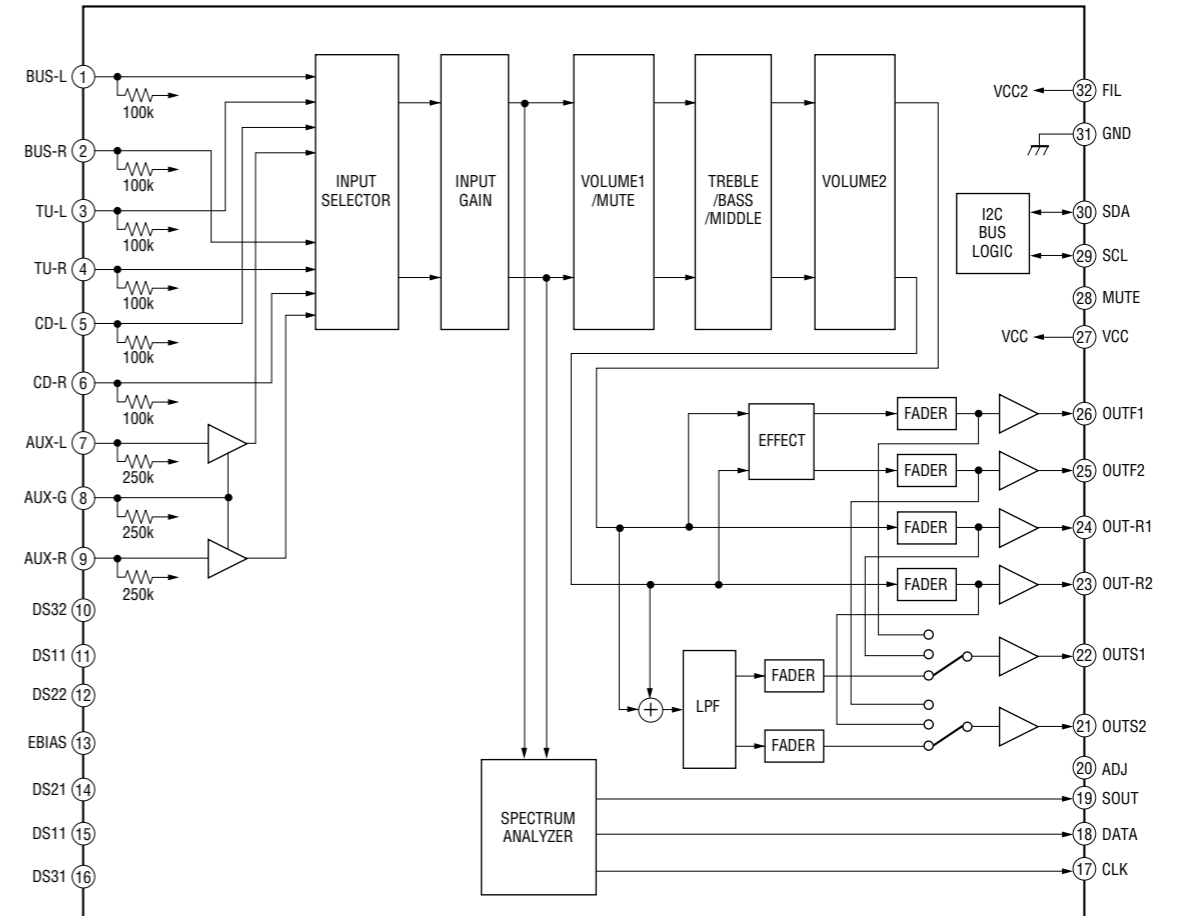 BUS-L 1
100k
BUS-R 2
100k
TU-L 3
100k
TU-R 4
100k
CD-L 5
100k
CD-R 6
100k
AUX-L 7
250k
AUX-G 8
250k
AUX-R 9
250k
DS32 10
DS11 11
DS22 12
EBIAS 13
DS21 14
DS11 15
DS31 16
INPUT
SELECTOR
INPUT
GAIN
VOLUME1
/MUTE
TREBLE
/BASS
/MIDDLE
VOLUME2
VCC2 32 FIL
31 GND
I2C
BUS
LOGIC
30 SDA
29 SCL
28 MUTE
VCC 27 VCC
EFFECT
FADER
26 OUTF1
FADER
25 OUTF2
FADER
24 OUT-R1
FADER
23 OUT-R2
LPF
FADER
22 OUTS1
FADER
21 OUTS2
20 ADJ
SPECTRUM
ANALYZER
19 SOUT
18 DATA
17 CLK